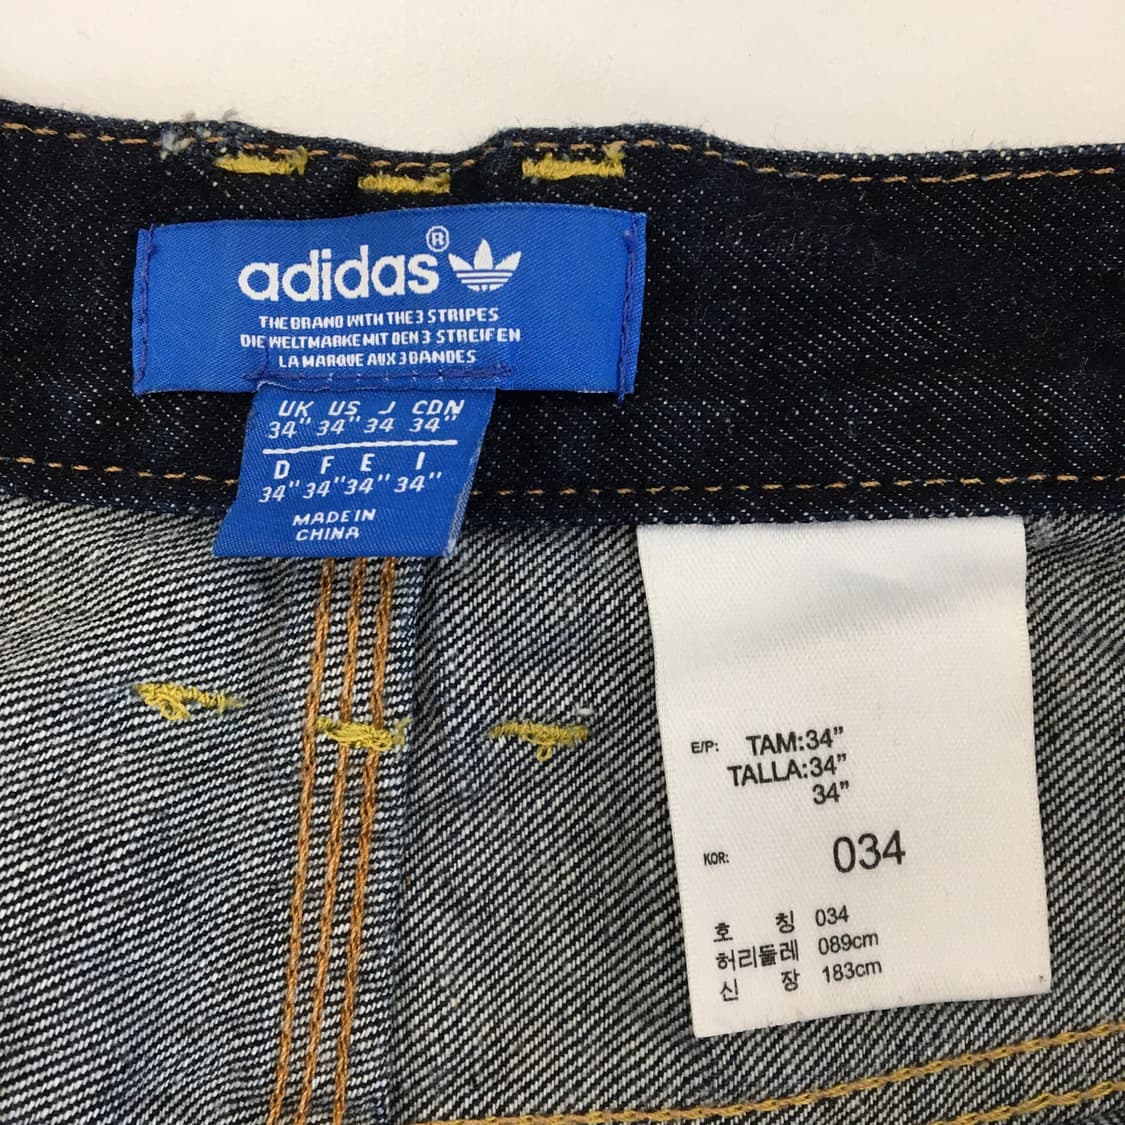 adidas®
THE BRAND WITH THE 3 STRIPES
DIE WELTMARKE MIT DEN 3 STREIFEN
LA MARQUE AUX 3 BANDES
UK US J CDN
34" 34" 34 34"
D F E I
34" 34" 34" 34"
MADE IN
CHINA
E/P: TAM:34”
TALLA:34”
34”
KOR: 034
호 칭 034
허리둘레 089cm
신 장 183cm